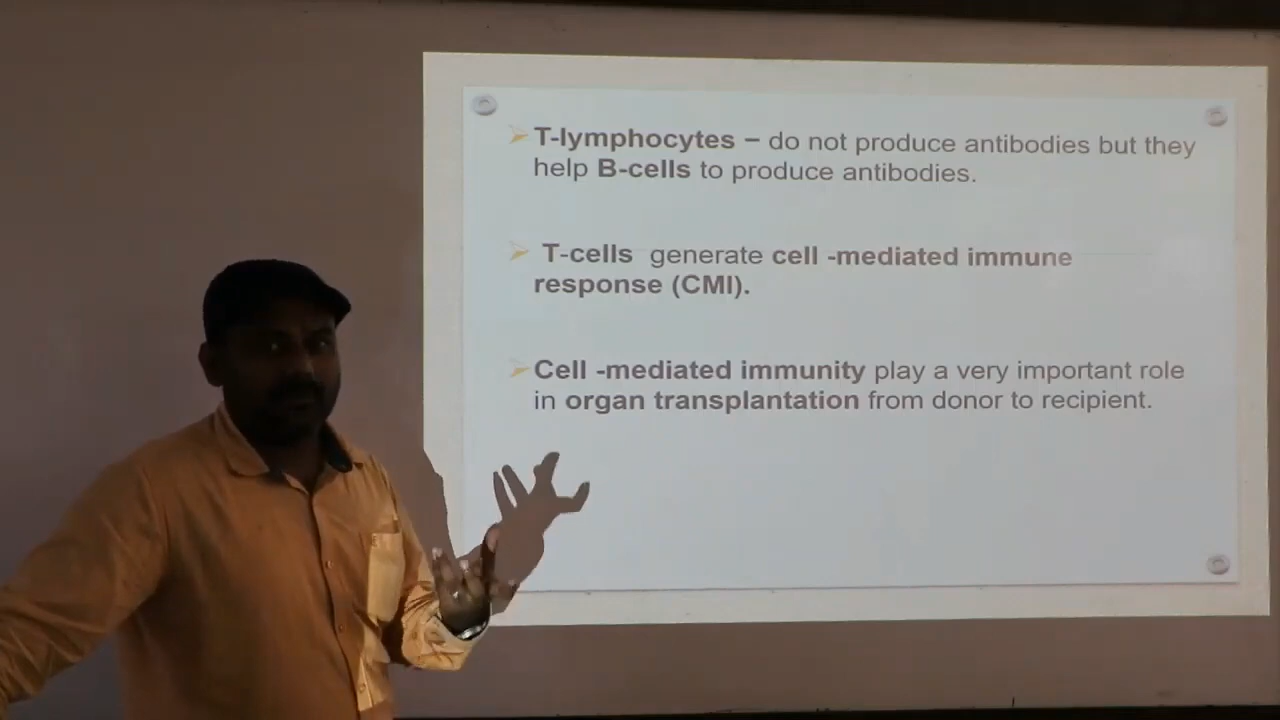 T-lymphocytes – do not produce antibodies but they
help B-cells to produce antibodies.
T-cells generate cell -mediated immune
response (CMI).
Cell -mediated immunity play a very important role
in organ transplantation from donor to recipient.